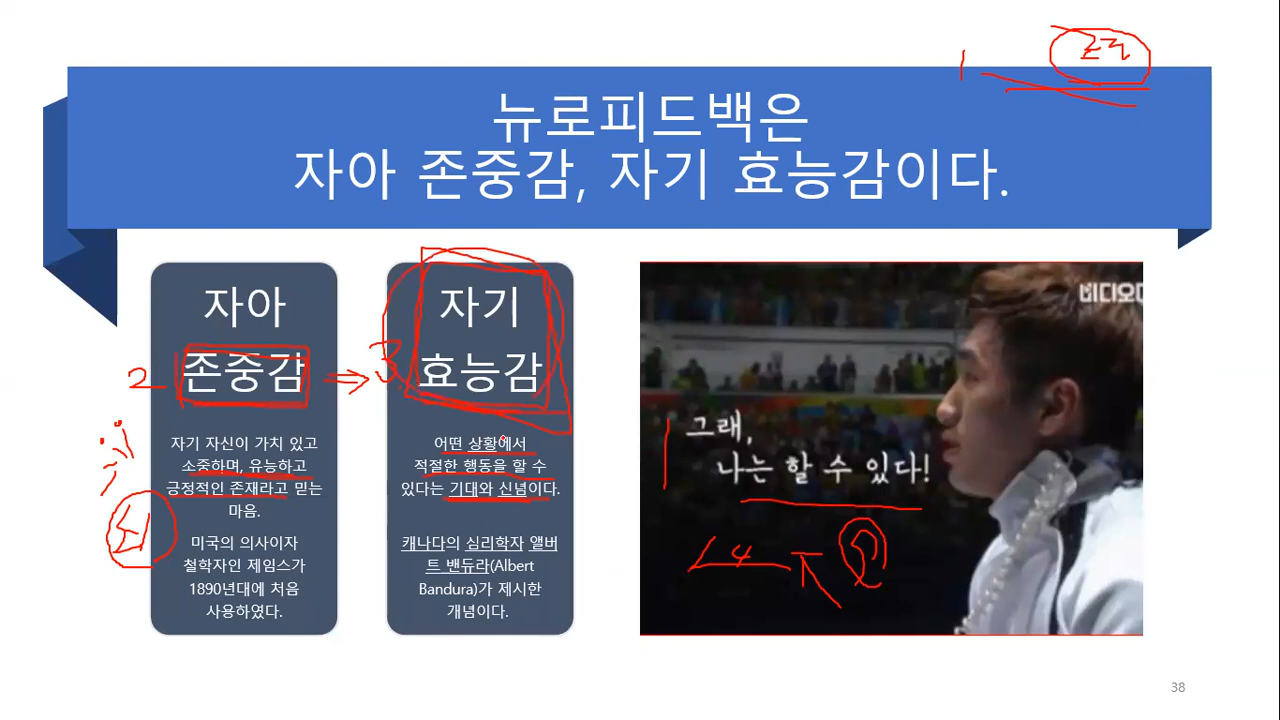 뉴로피드백은
자아 존중감, 자기 효능감이다.
자아
존중감
자기 자신이 가치 있고
소중하며, 유능하고
긍정적인 존재라고 믿는
마음.
미국의 의사이자
철학자인 제임스가
1890년대에 처음
사용하였다.
2
자기
효능감
어떤 상황에서
적절한 행동을 할 수
있다는 기대와 신념이다.
캐나다의 심리학자 앨버
트 밴듀라(Albert
Bandura)가 제시한
개념이다.
3
비디오
그래,
나는 할 수 있다!
뇌
38